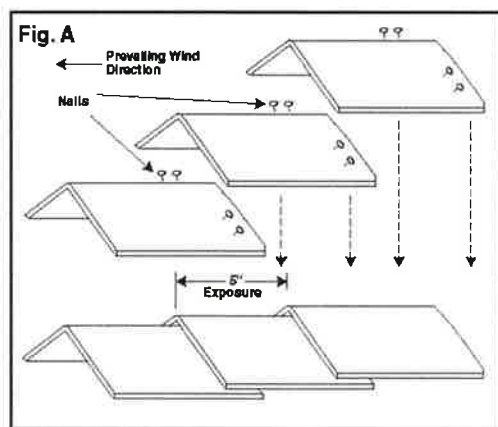 Fig. A
Prevailing Wind
Direction
Nails
5"
Exposure